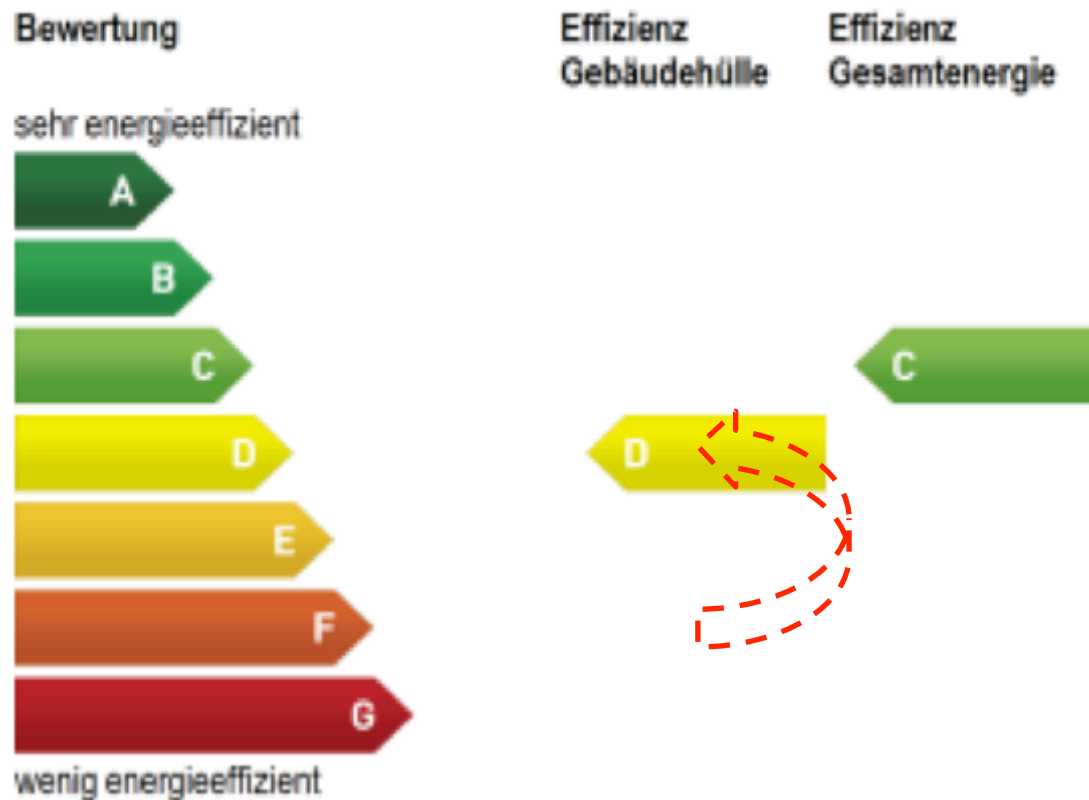 Bewertung
Effizienz
Gebäudehülle
Effizienz
Gesamtenergie
sehr energieeffizient
A
B
C
C
D
D
E
F
G
wenig energieeffizient